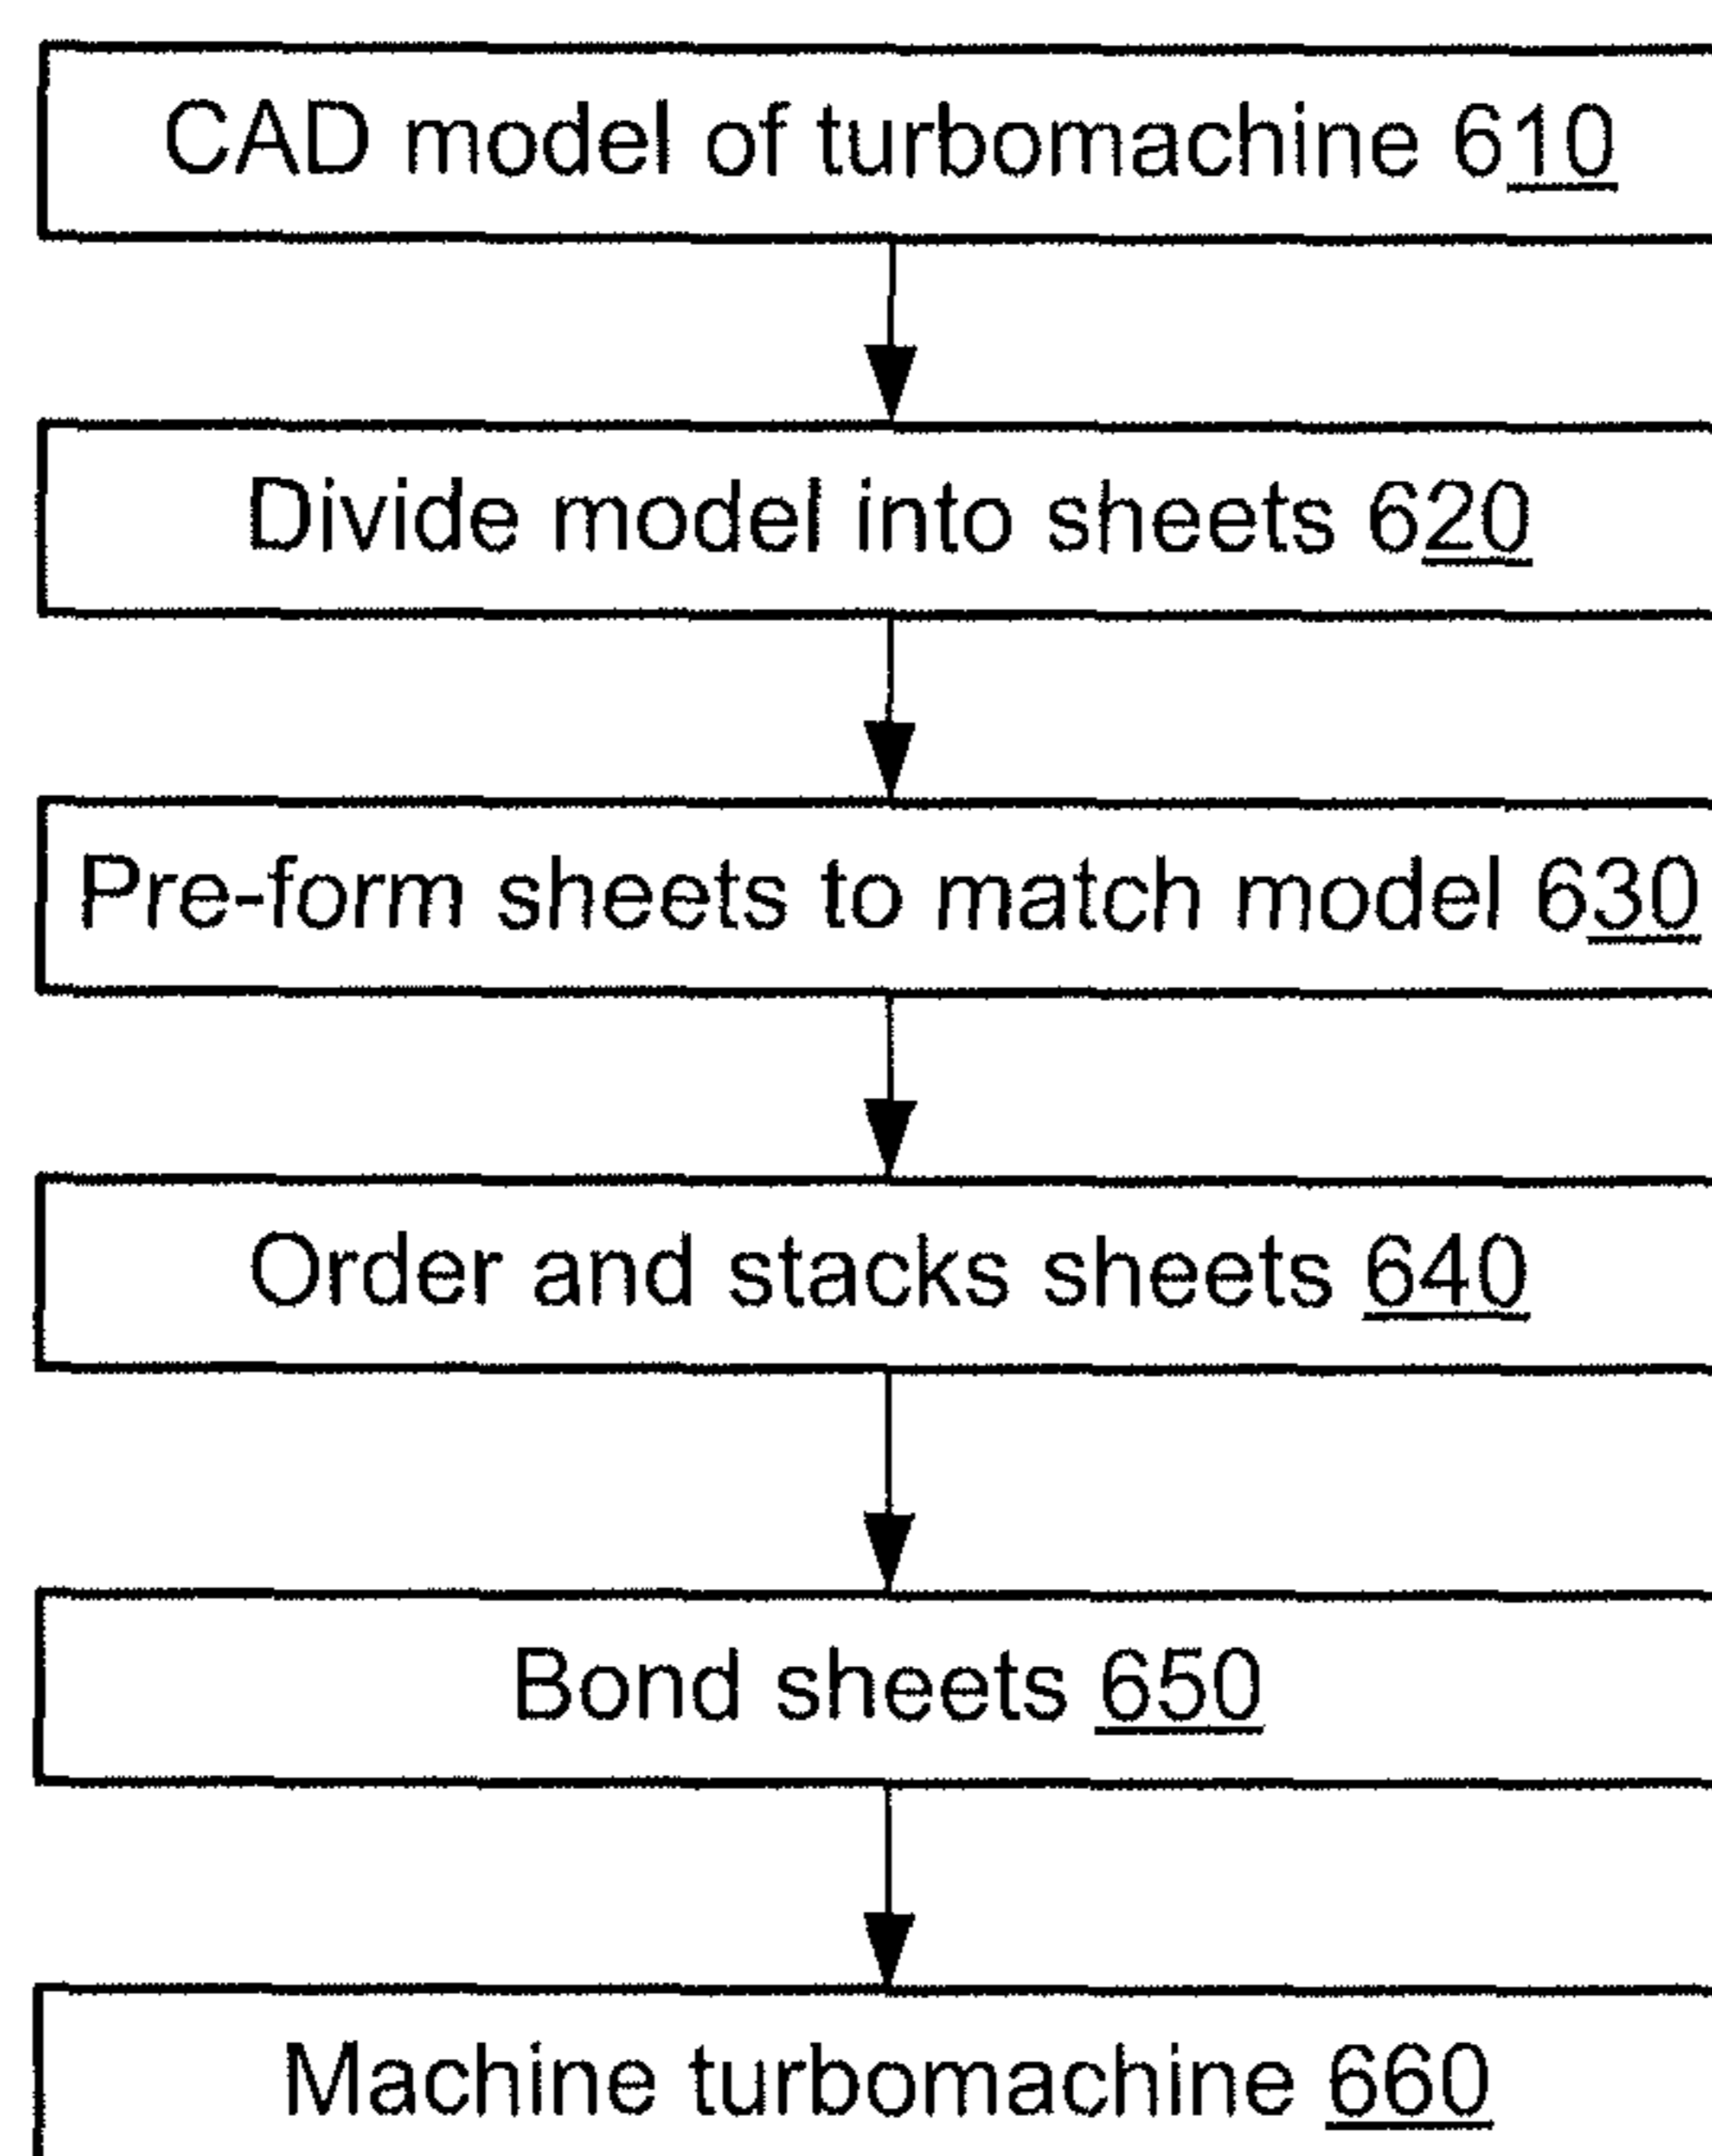 CAD model of turbomachine 610
Divide model into sheets 620
Pre-form sheets to match model 630
Order and stacks sheets 640
Bond sheets 650
Machine turbomachine 660